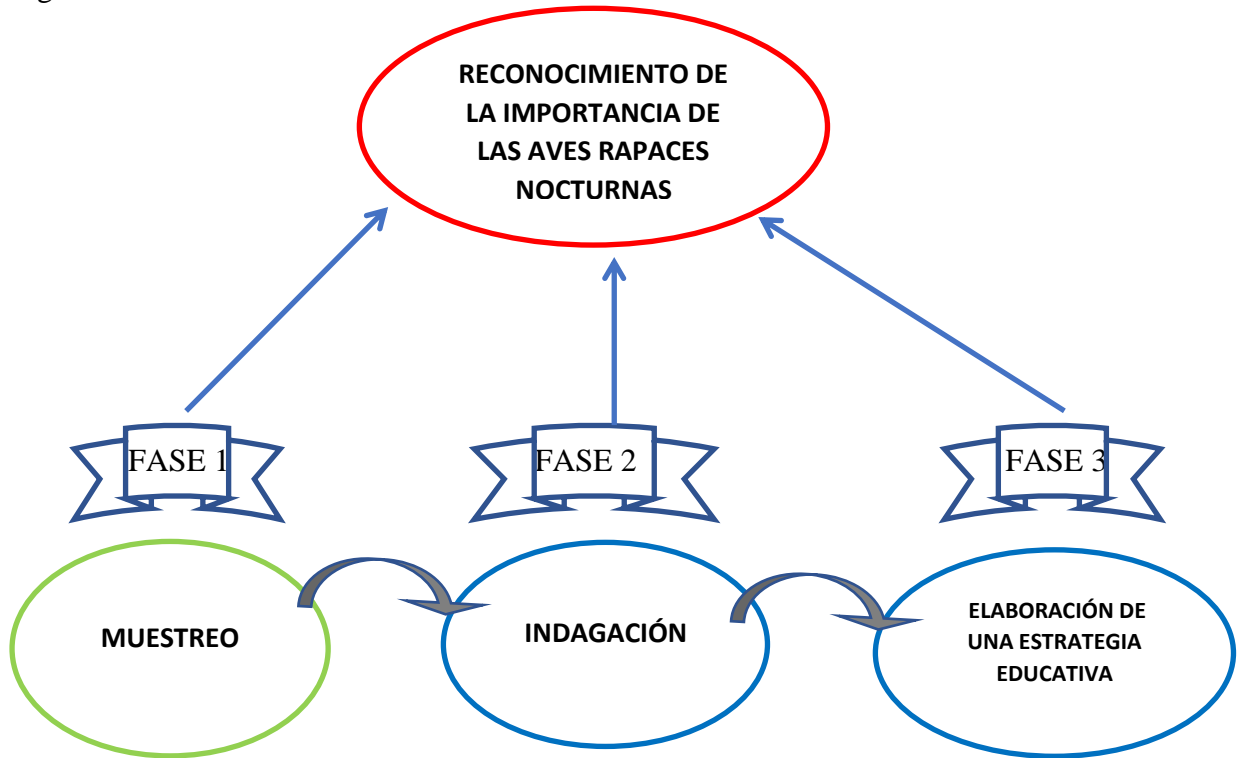 RECONOCIMIENTO DE
LA IMPORTANCIA DE
LAS AVES RAPACES
NOCTURNAS
FASE 1
FASE 2
FASE 3
MUESTREO
INDAGACIÓN
ELABORACIÓN DE
UNA ESTRATEGIA
EDUCATIVA